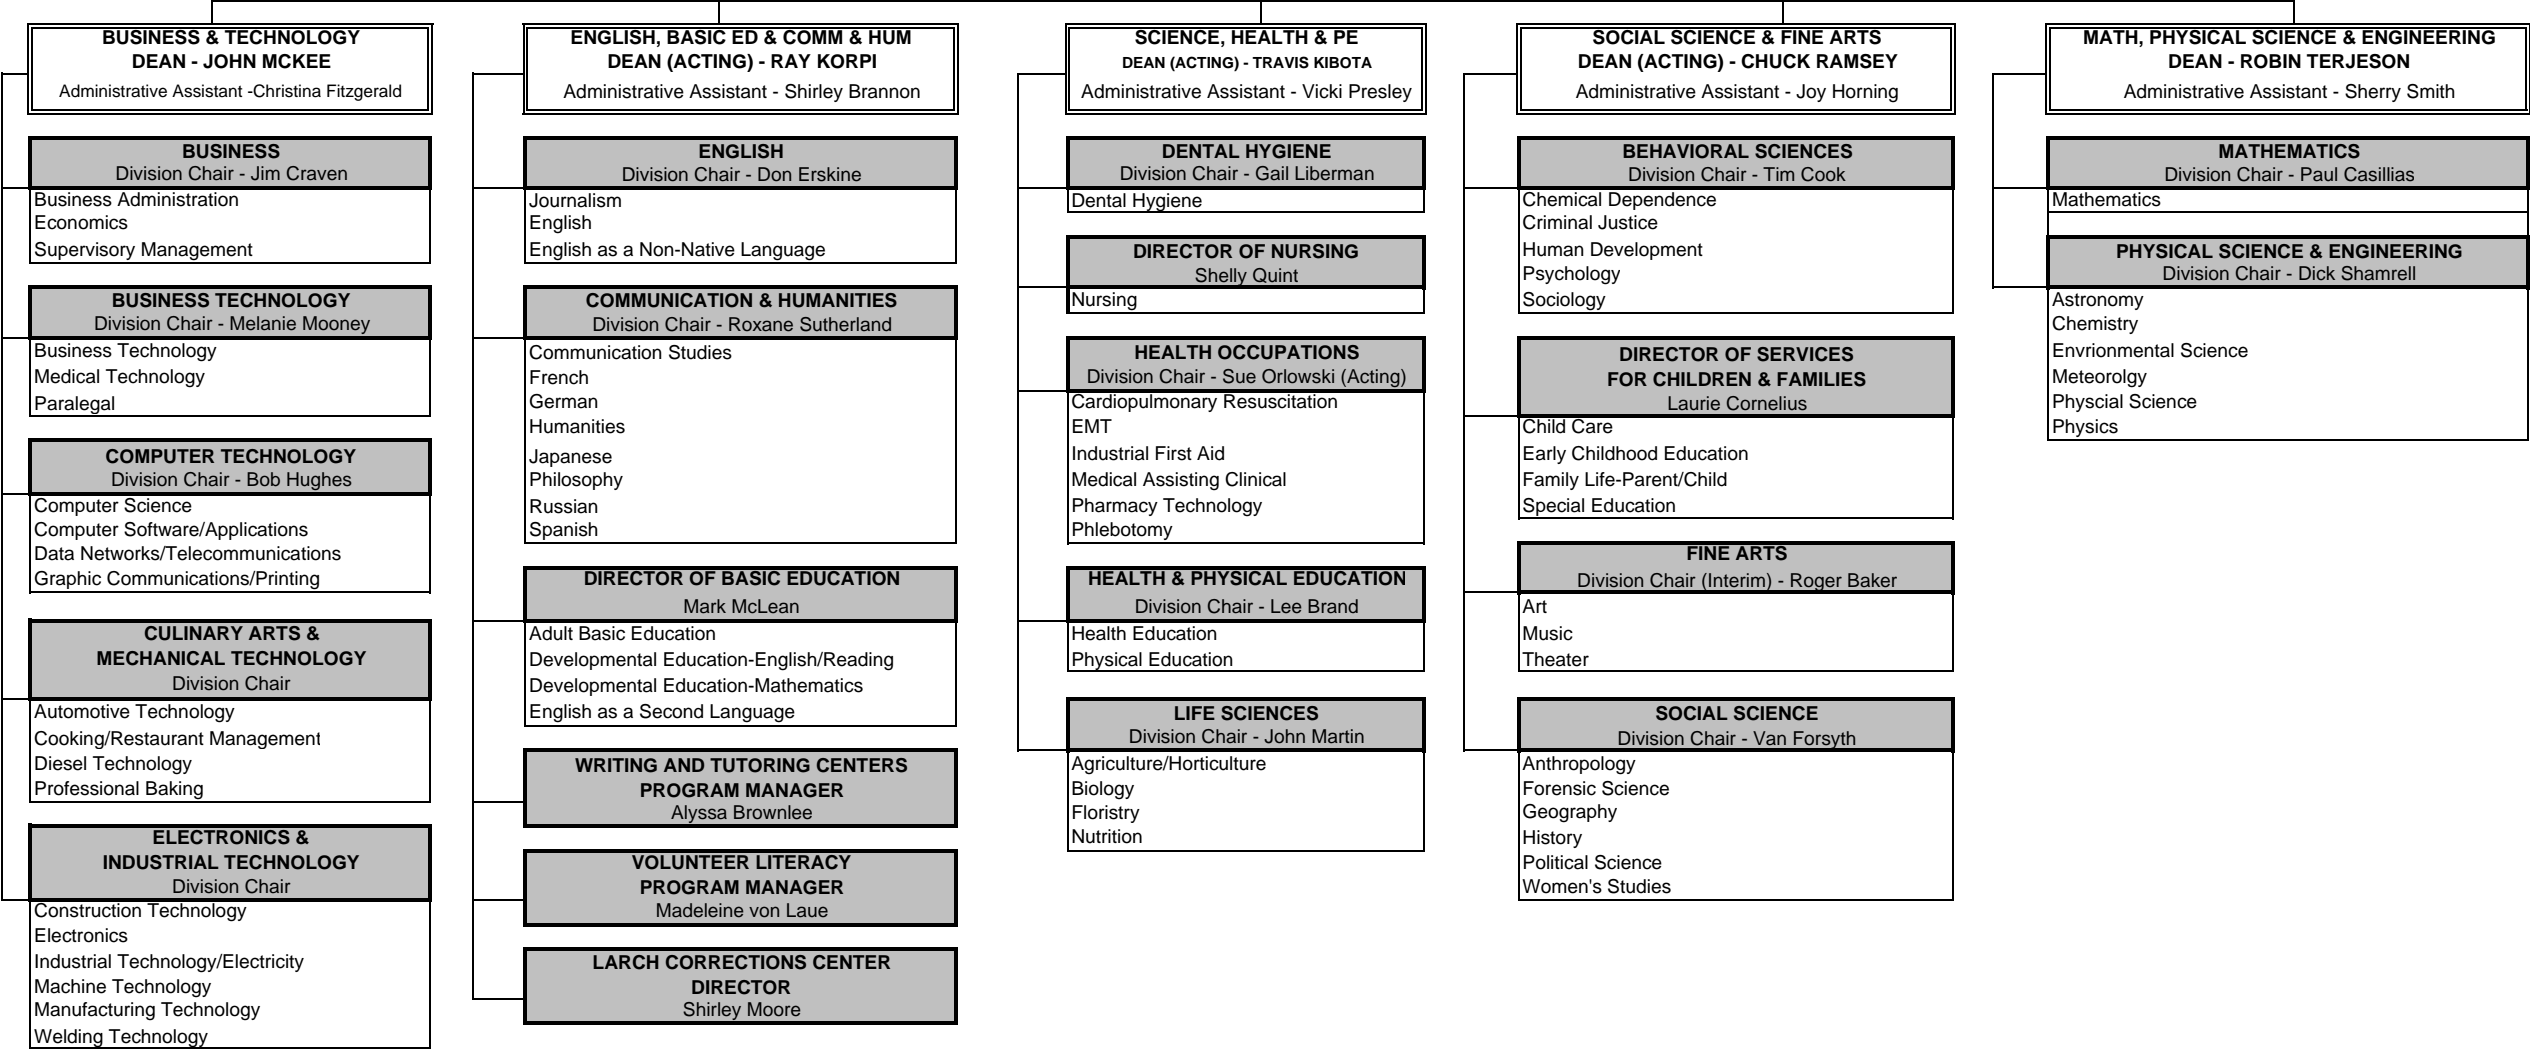 BUSINESS & TECHNOLOGY
DEAN - JOHN MCKEE
Administrative Assistant -Christina Fitzgerald
BUSINESS
Division Chair - Jim Craven
Business Administration
Economics
Supervisory Management
BUSINESS TECHNOLOGY
Division Chair - Melanie Mooney
Business Technology
Medical Technology
Paralegal
COMPUTER TECHNOLOGY
Division Chair - Bob Hughes
Computer Science
Computer Software/Applications
Data Networks/Telecommunications
Graphic Communications/Printing
CULINARY ARTS &
MECHANICAL TECHNOLOGY
Division Chair
Automotive Technology
Cooking/Restaurant Management
Diesel Technology
Professional Baking
ELECTRONICS &
INDUSTRIAL TECHNOLOGY
Division Chair
Construction Technology
Electronics
Industrial Technology/Electricity
Machine Technology
Manufacturing Technology
Welding Technology
ENGLISH, BASIC ED & COMM & HUM
DEAN (ACTING) - RAY KORPI
Administrative Assistant - Shirley Brannon
ENGLISH
Division Chair - Don Erskine
Journalism
English
English as a Non-Native Language
COMMUNICATION & HUMANITIES
Division Chair - Roxane Sutherland
Communication Studies
French
German
Humanities
Japanese
Philosophy
Russian
Spanish
DIRECTOR OF BASIC EDUCATION
Mark McLean
Adult Basic Education
Developmental Education-English/Reading
Developmental Education-Mathematics
English as a Second Language
WRITING AND TUTORING CENTERS
PROGRAM MANAGER
Alyssa Brownlee
VOLUNTEER LITERACY
PROGRAM MANAGER
Madeleine von Laue
LARCH CORRECTIONS CENTER
DIRECTOR
Shirley Moore
SCIENCE, HEALTH & PE
DEAN (ACTING) - TRAVIS KIBOTA
Administrative Assistant - Vicki Presley
DENTAL HYGIENE
Division Chair - Gail Liberman
Dental Hygiene
DIRECTOR OF NURSING
Shelly Quint
Nursing
HEALTH OCCUPATIONS
Division Chair - Sue Orlowski (Acting)
Cardiopulmonary Resuscitation
EMT
Industrial First Aid
Medical Assisting Clinical
Pharmacy Technology
Phlebotomy
HEALTH & PHYSICAL EDUCATION
Division Chair - Lee Brand
Health Education
Physical Education
LIFE SCIENCES
Division Chair - John Martin
Agriculture/Horticulture
Biology
Floristry
Nutrition
SOCIAL SCIENCE & FINE ARTS
DEAN (ACTING) - CHUCK RAMSEY
Administrative Assistant - Joy Horning
BEHAVIORAL SCIENCES
Division Chair - Tim Cook
Chemical Dependence
Criminal Justice
Human Development
Psychology
Sociology
DIRECTOR OF SERVICES
FOR CHILDREN & FAMILIES
Laurie Cornelius
Child Care
Early Childhood Education
Family Life-Parent/Child
Special Education
FINE ARTS
Division Chair (Interim) - Roger Baker
Art
Music
Theater
SOCIAL SCIENCE
Division Chair - Van Forsyth
Anthropology
Forensic Science
Geography
History
Political Science
Women's Studies
MATH, PHYSICAL SCIENCE & ENGINEERING
DEAN - ROBIN TERJESON
Administrative Assistant - Sherry Smith
MATHEMATICS
Division Chair - Paul Casillias
Mathematics
PHYSICAL SCIENCE & ENGINEERING
Division Chair - Dick Shamrell
Astronomy
Chemistry
Envrionmental Science
Meteorolgy
Physcial Science
Physics